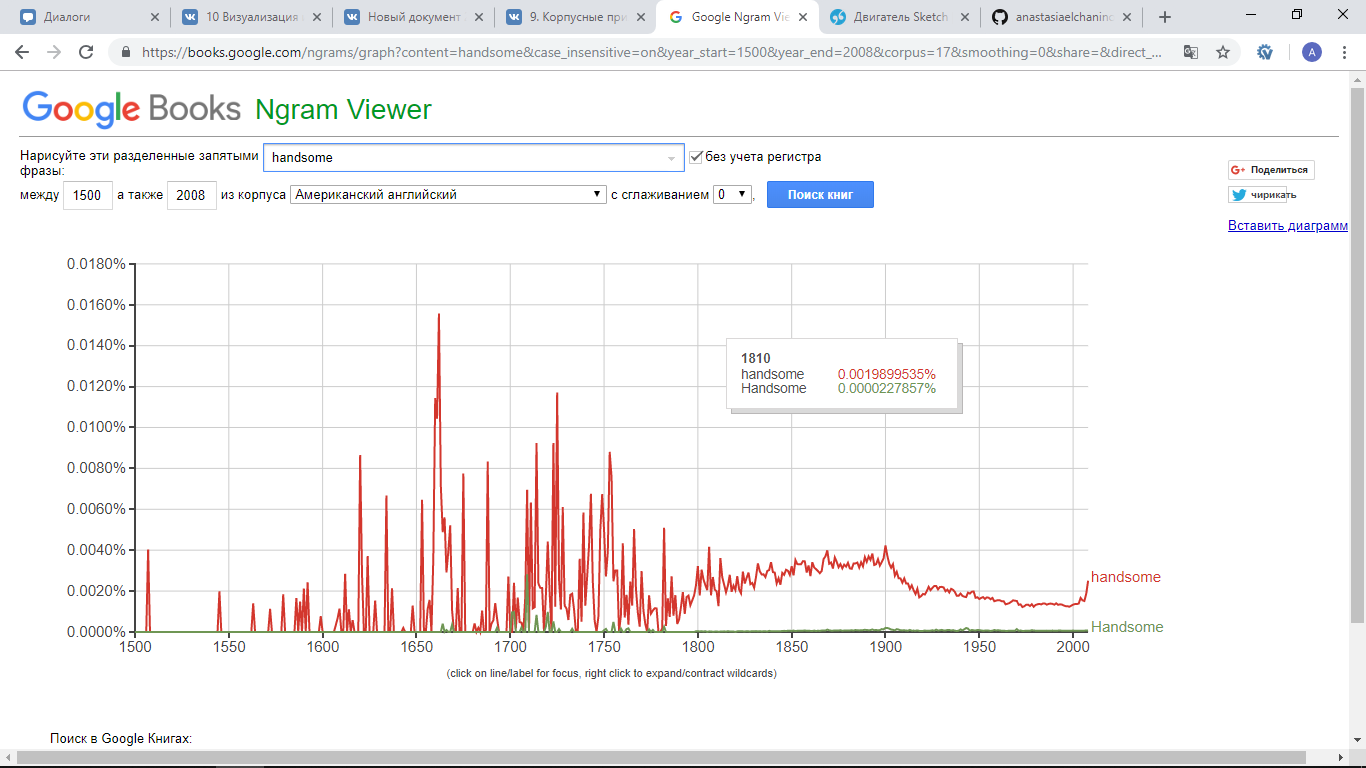 Диалоги
10 Визуализация
Новый документ
9. Корпусные при
Google Ngram Vie
Двигатель Sketch
anastasiaelchaninc
https://books.google.com/ngrams/graph?content=handsome&case_insensitive=on&year_start=1500&year_end=2008&corpus=17&smoothing=0&share=&direct_...
A
Google Books Ngram Viewer
Нарисуйте эти разделенные запятыми фразы: handsome без учета регистра
между 1500 а также 2008 из корпуса Американский английский с сглаживанием 0 , Поиск книг
G+ Поделиться
чирикать
Вставить диаграмм
0.0180%
0.0160%
0.0140%
0.0120%
0.0100%
0.0080%
0.0060%
0.0040%
0.0020%
0.0000%
1810
handsome 0.0019899535%
Handsome 0.0000227857%
handsome
Handsome
1500 1550 1600 1650 1700 1750 1800 1850 1900 1950 2000
(click on line/label for focus, right click to expand/contract wildcards)
Поиск в Google Книгах: